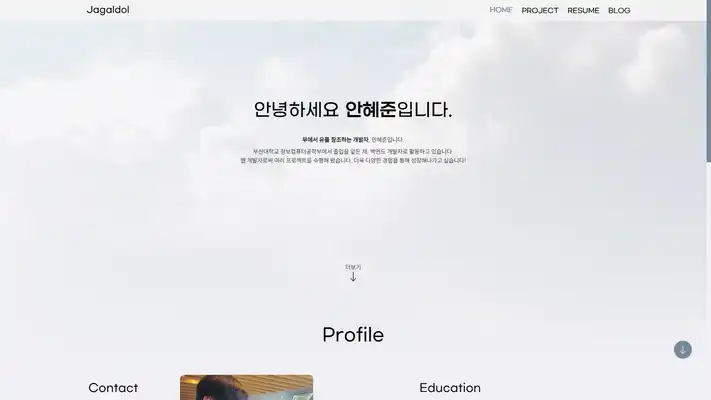 Jagaldol
HOME PROJECT RESUME BLOG
안녕하세요 안혜준입니다.
무에서 유를 창조하는 개발자, 안혜준입니다.
부산대학교 정보컴퓨터공학부에서 졸업을 앞둔 채, 백엔드 개발자로 활동하고 있습니다.
웹 개발자로써 여러 프로젝트를 수행해 왔습니다. 더욱 다양한 경험을 통해 성장해나가고 싶습니다!
더보기
Profile
Contact
Education